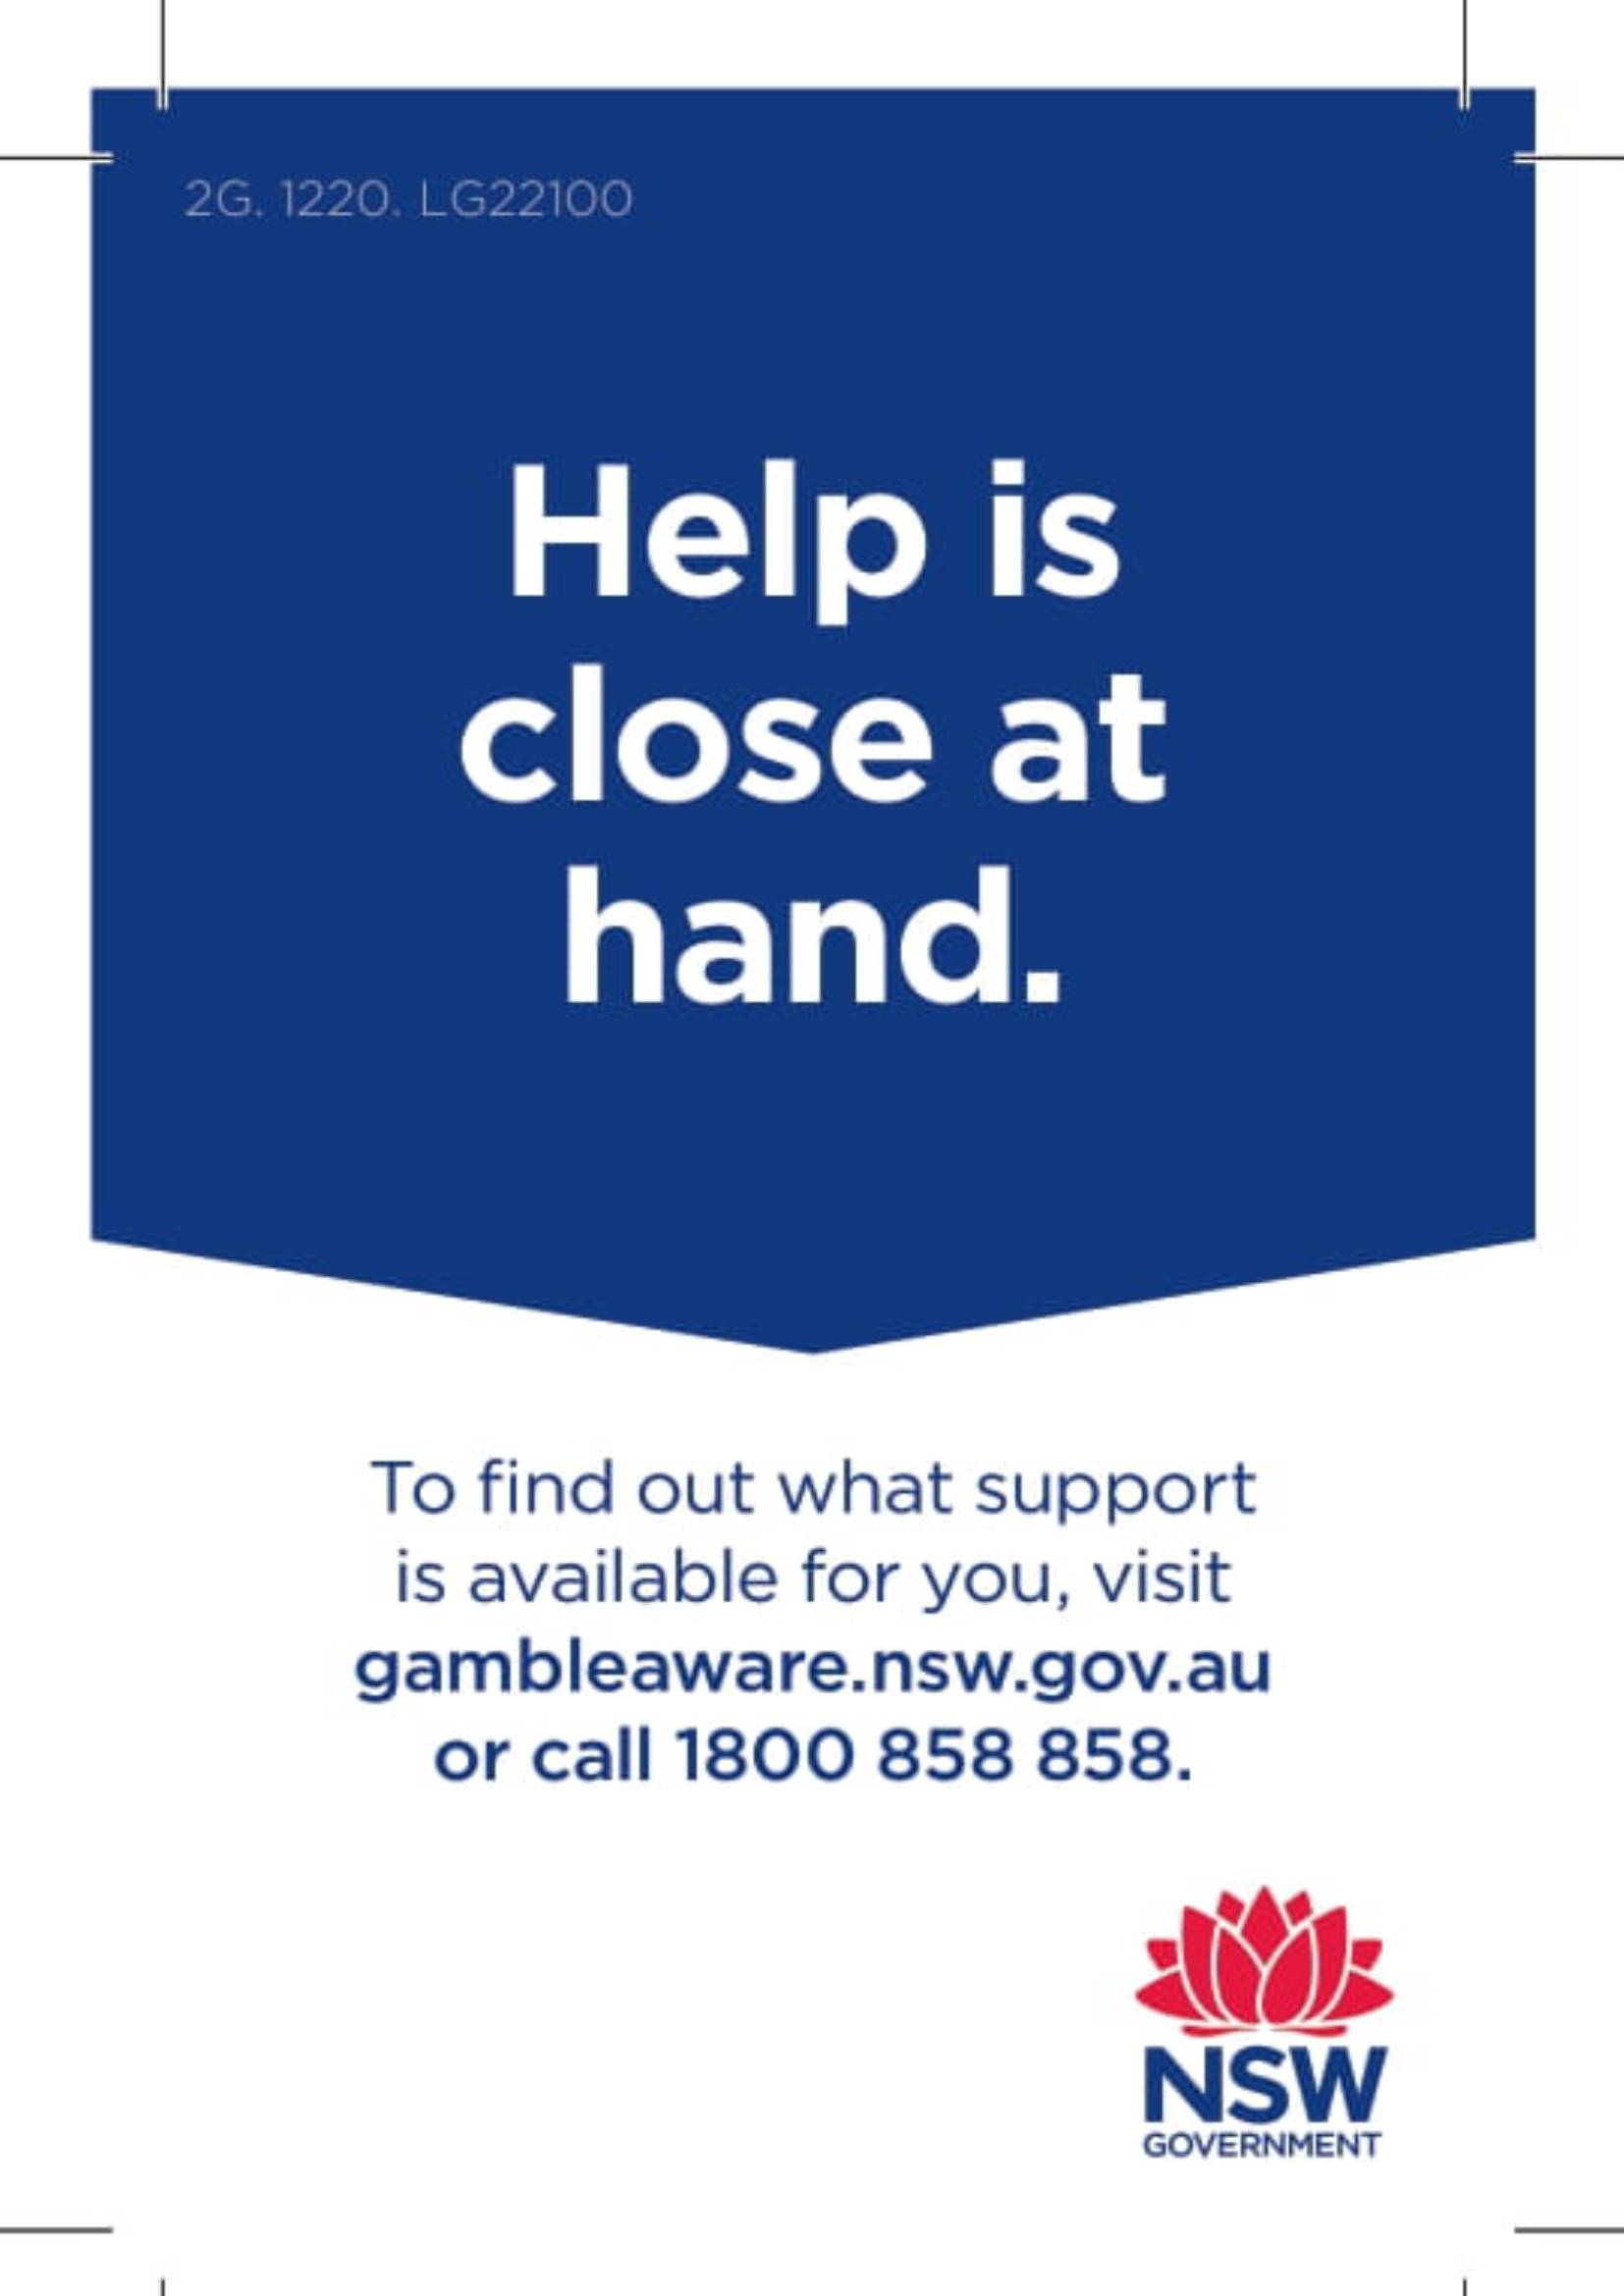 2G. 1220. LG22100
Help is
close at
hand.
To find out what support
is available for you, visit
gambleaware.nsw.gov.au
or call 1800 858 858.
NSW
GOVERNMENT